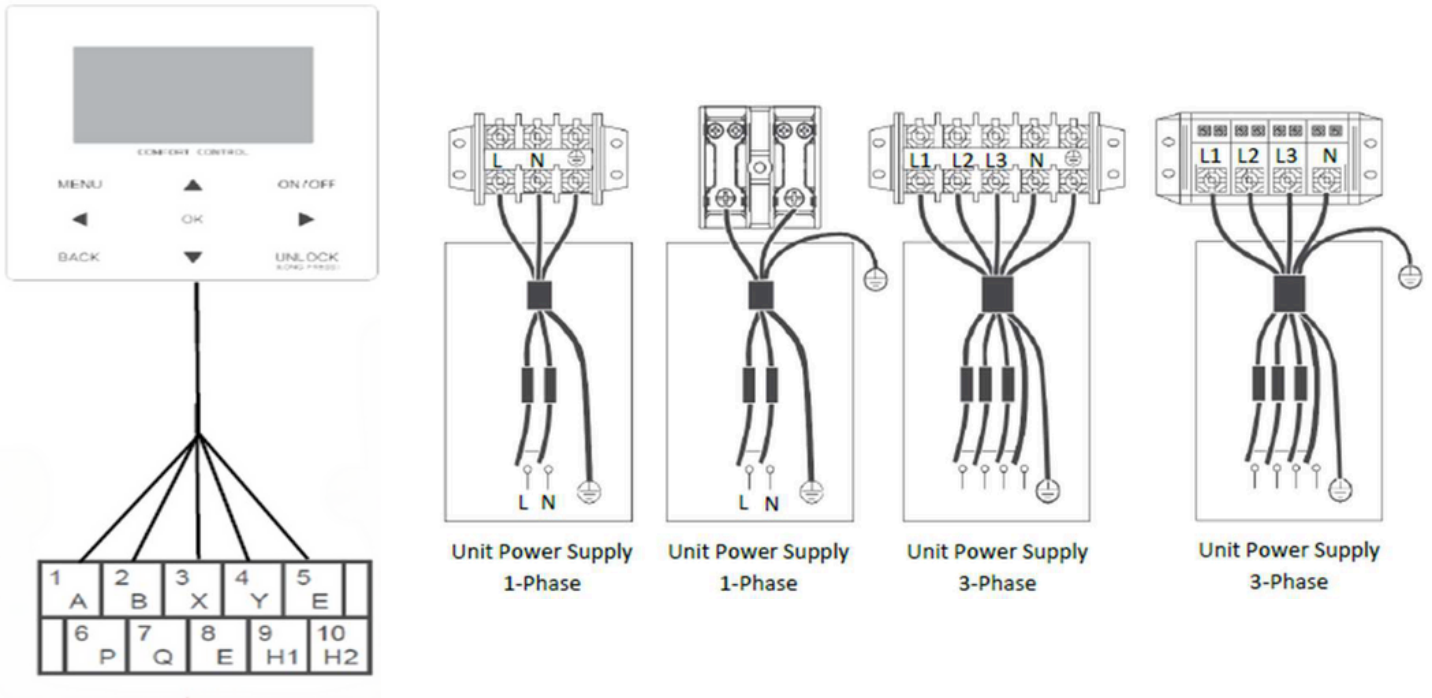 COMFORT CONTROL
MENU ON/OFF
OK
BACK UNLOCK
(LONG PRESS)
1 2 3 4 5
A B X Y E
6 7 8 9 10
P Q E H1 H2
L N
L N
Unit Power Supply
1-Phase
L N
Unit Power Supply
1-Phase
L1 L2 L3 N
Unit Power Supply
3-Phase
L1 L2 L3 N
Unit Power Supply
3-Phase